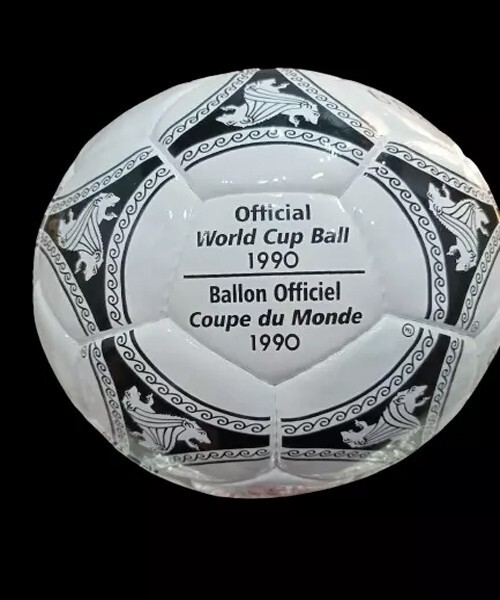 Official
World Cup Ball
1990
Ballon Officiel
Coupe du Monde
1990